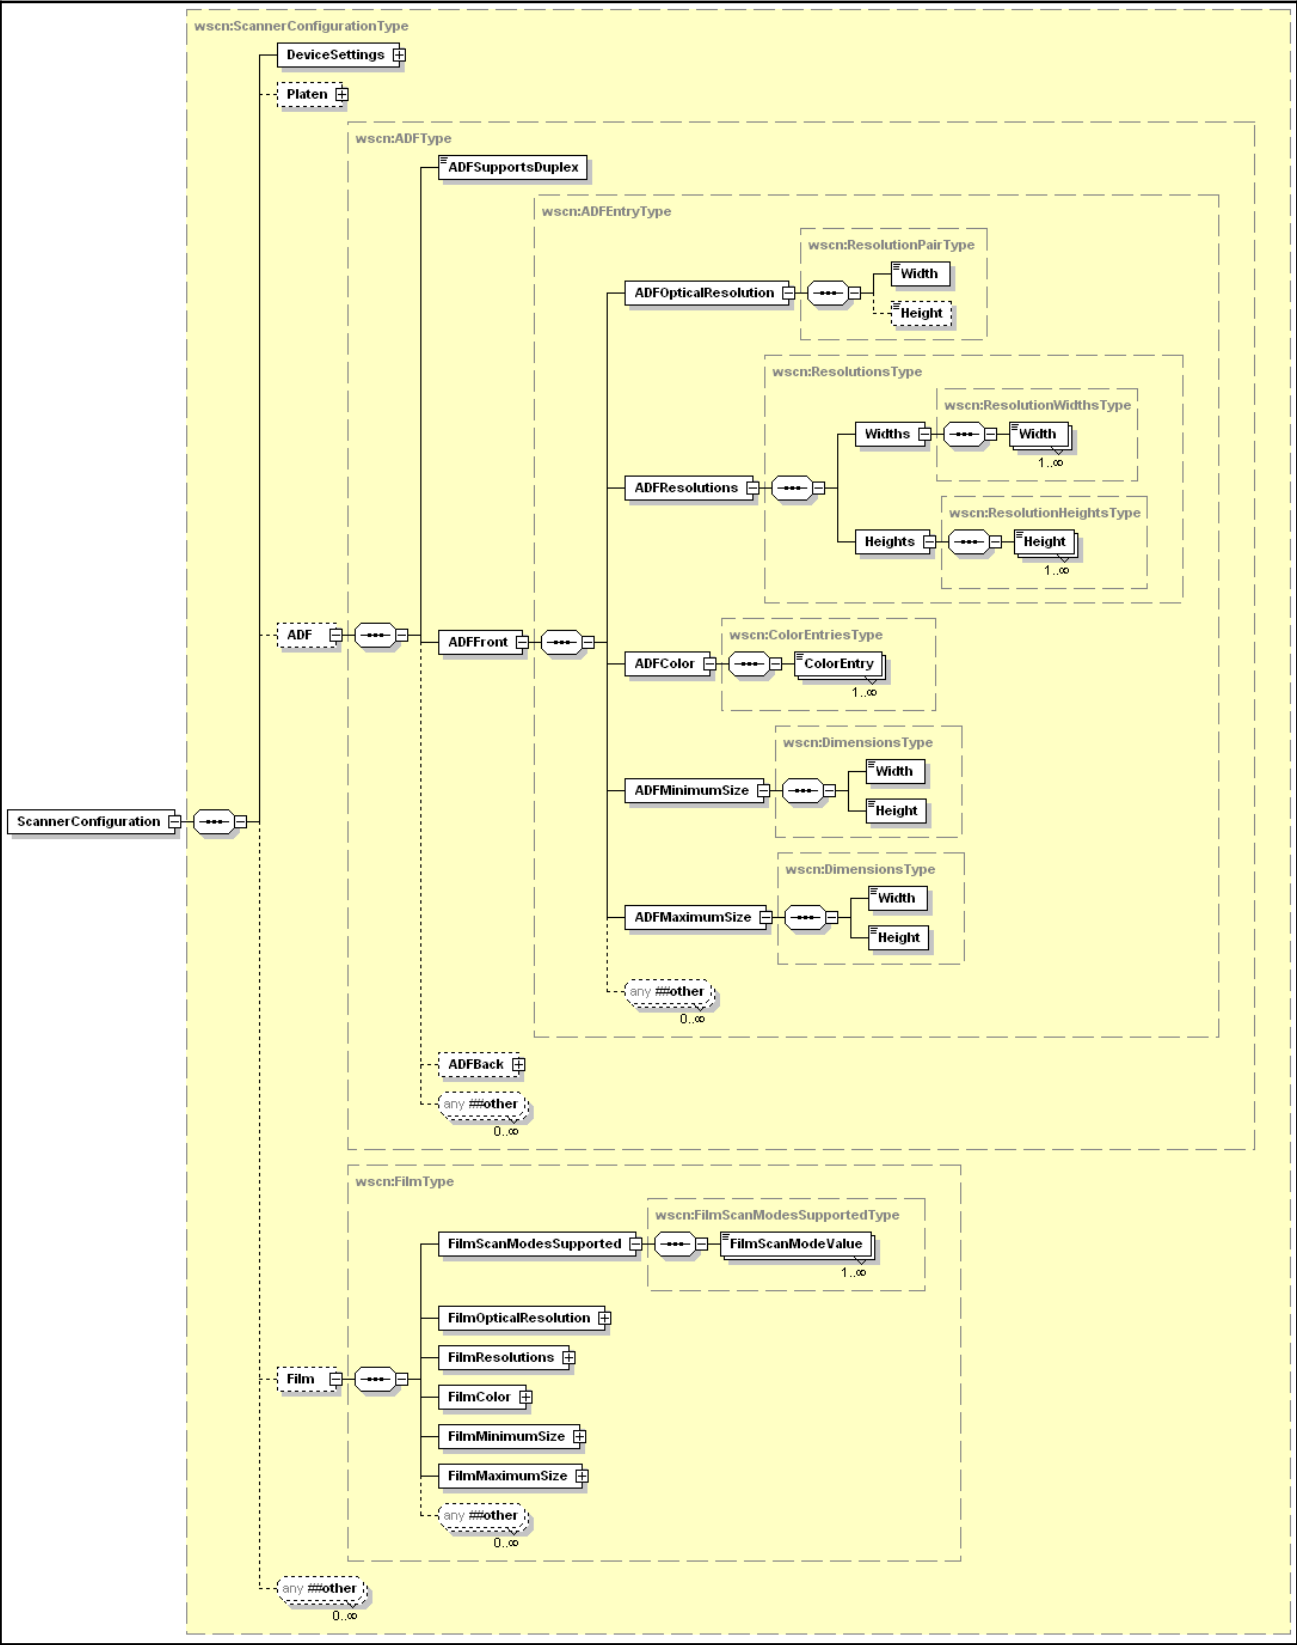 wscn:ScannerConfigurationType
DeviceSettings
Platen
wscn:ADFType
ADFSupportsDuplex
wscn:ADFEntryType
wscn:ResolutionPairType
ADFOpticalResolution
Width
Height
wscn:ResolutionsType
wscn:ResolutionWidthsType
Widths
Width
1..∞
ADFResolutions
wscn:ResolutionHeightsType
Heights
Height
1..∞
ADF
ADFFront
wscn:ColorEntriesType
ADFColor
ColorEntry
1..∞
wscn:DimensionsType
ADFMinimumSize
Width
Height
ScannerConfiguration
wscn:DimensionsType
ADFMaximumSize
Width
Height
any ##other
0..∞
ADFBack
any ##other
0..∞
wscn:FilmType
wscn:FilmScanModesSupportedType
FilmScanModesSupported
FilmScanModeValue
1..∞
FilmOpticalResolution
FilmResolutions
Film
FilmColor
FilmMinimumSize
FilmMaximumSize
any ##other
0..∞
any ##other
0..∞